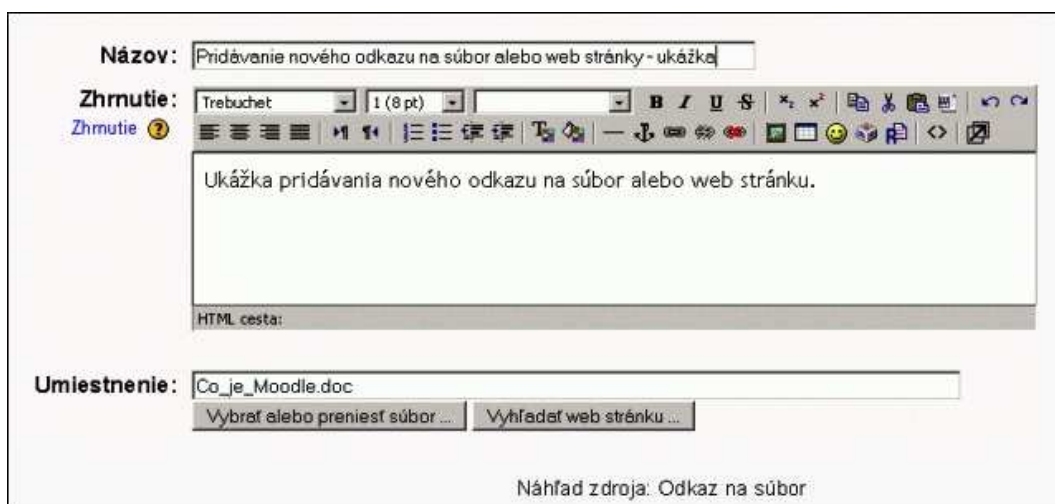 Názov: Pridávanie nového odkazu na súbor alebo web stránky - ukážka
Zhrnutie: Trebuchet 1 (8 pt) B I U S x₂ x²
Zhrnutie ?
Ukážka pridávania nového odkazu na súbor alebo web stránku.
HTML cesta:
Umiestnenie: Co_je_Moodle.doc
Vybrať alebo preniesť súbor ... Vyhľadať web stránku ...
Náhľad zdroja: Odkaz na súbor